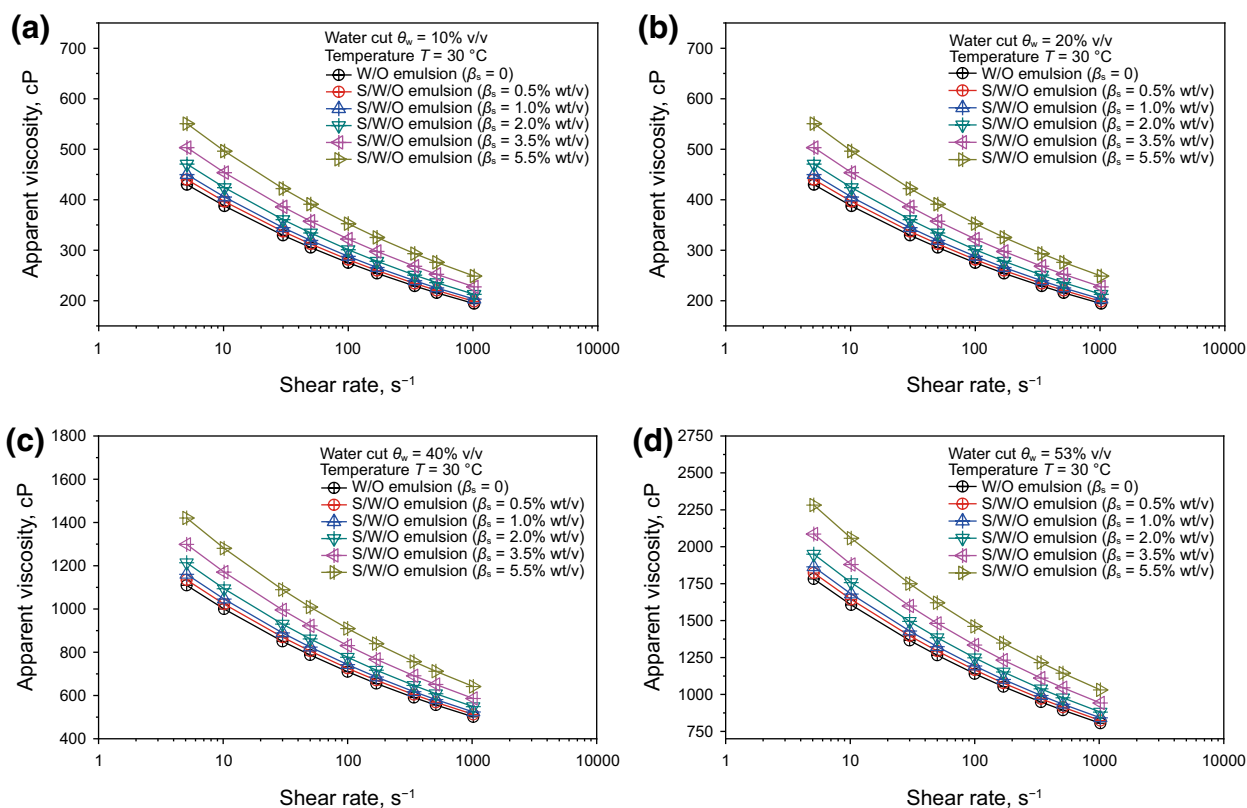 (a)
Water cut θw = 10% v/v
Temperature T = 30 °C
W/O emulsion (βs = 0)
S/W/O emulsion (βs = 0.5% wt/v)
S/W/O emulsion (βs = 1.0% wt/v)
S/W/O emulsion (βs = 2.0% wt/v)
S/W/O emulsion (βs = 3.5% wt/v)
S/W/O emulsion (βs = 5.5% wt/v)
Apparent viscosity, cP
700
600
500
400
300
200
1 10 100 1000 10000
Shear rate, s⁻¹
(b)
Water cut θw = 20% v/v
Temperature T = 30 °C
W/O emulsion (βs = 0)
S/W/O emulsion (βs = 0.5% wt/v)
S/W/O emulsion (βs = 1.0% wt/v)
S/W/O emulsion (βs = 2.0% wt/v)
S/W/O emulsion (βs = 3.5% wt/v)
S/W/O emulsion (βs = 5.5% wt/v)
Apparent viscosity, cP
700
600
500
400
300
200
1 10 100 1000 10000
Shear rate, s⁻¹
(c)
Water cut θw = 40% v/v
Temperature T = 30 °C
W/O emulsion (βs = 0)
S/W/O emulsion (βs = 0.5% wt/v)
S/W/O emulsion (βs = 1.0% wt/v)
S/W/O emulsion (βs = 2.0% wt/v)
S/W/O emulsion (βs = 3.5% wt/v)
S/W/O emulsion (βs = 5.5% wt/v)
Apparent viscosity, cP
1800
1600
1400
1200
1000
800
600
400
1 10 100 1000 10000
Shear rate, s⁻¹
(d)
Water cut θw = 53% v/v
Temperature T = 30 °C
W/O emulsion (βs = 0)
S/W/O emulsion (βs = 0.5% wt/v)
S/W/O emulsion (βs = 1.0% wt/v)
S/W/O emulsion (βs = 2.0% wt/v)
S/W/O emulsion (βs = 3.5% wt/v)
S/W/O emulsion (βs = 5.5% wt/v)
Apparent viscosity, cP
2750
2500
2250
2000
1750
1500
1250
1000
750
1 10 100 1000 10000
Shear rate, s⁻¹